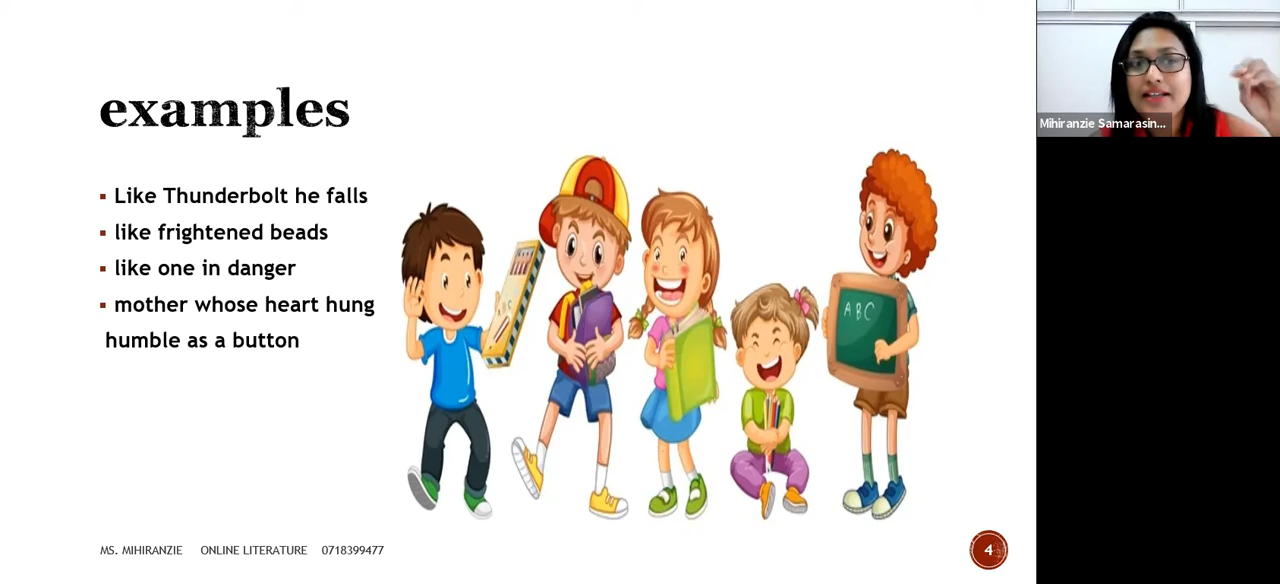 examples
Like Thunderbolt he falls
like frightened beads
like one in danger
mother whose heart hung
humble as a button
ABC
MS. MIHIRANZIE ONLINE LITERATURE 0718399477
4
Mihiranzie Samarasin...